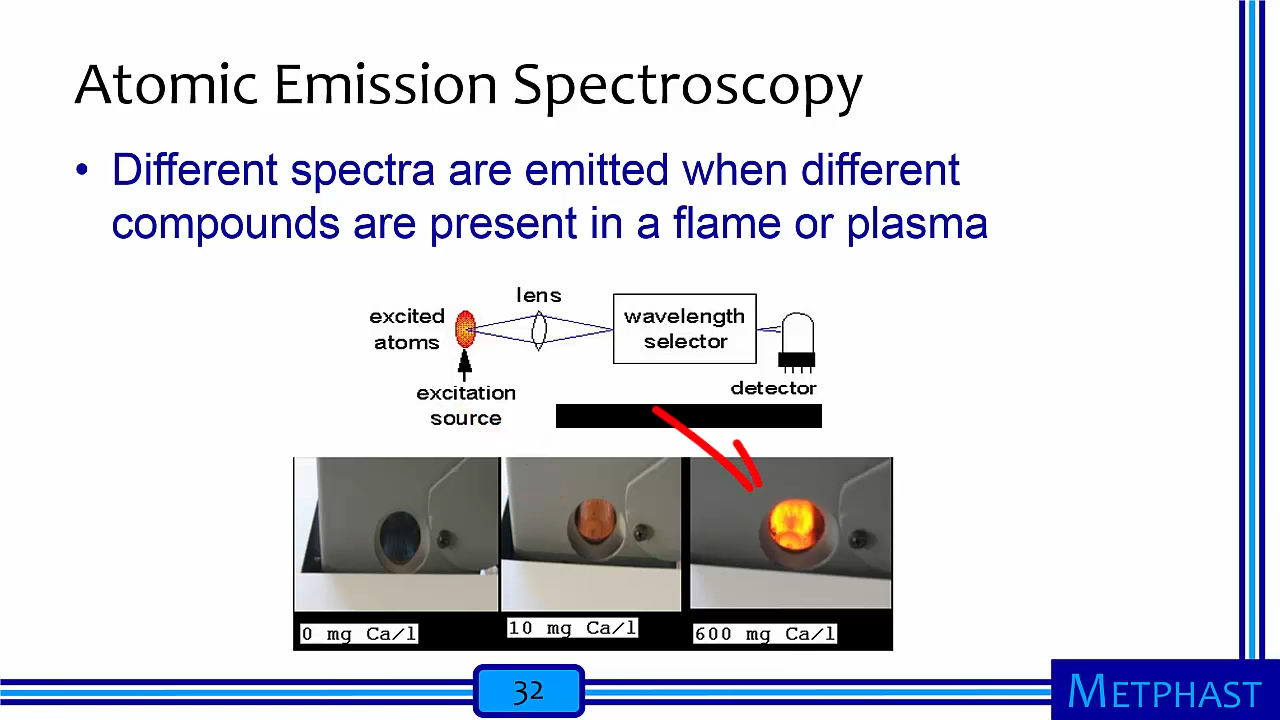 Atomic Emission Spectroscopy
• Different spectra are emitted when different
compounds are present in a flame or plasma
lens
excited
atoms
wavelength
selector
excitation
source
detector
0 mg Ca/l
10 mg Ca/l
600 mg Ca/l
32
METPHAST